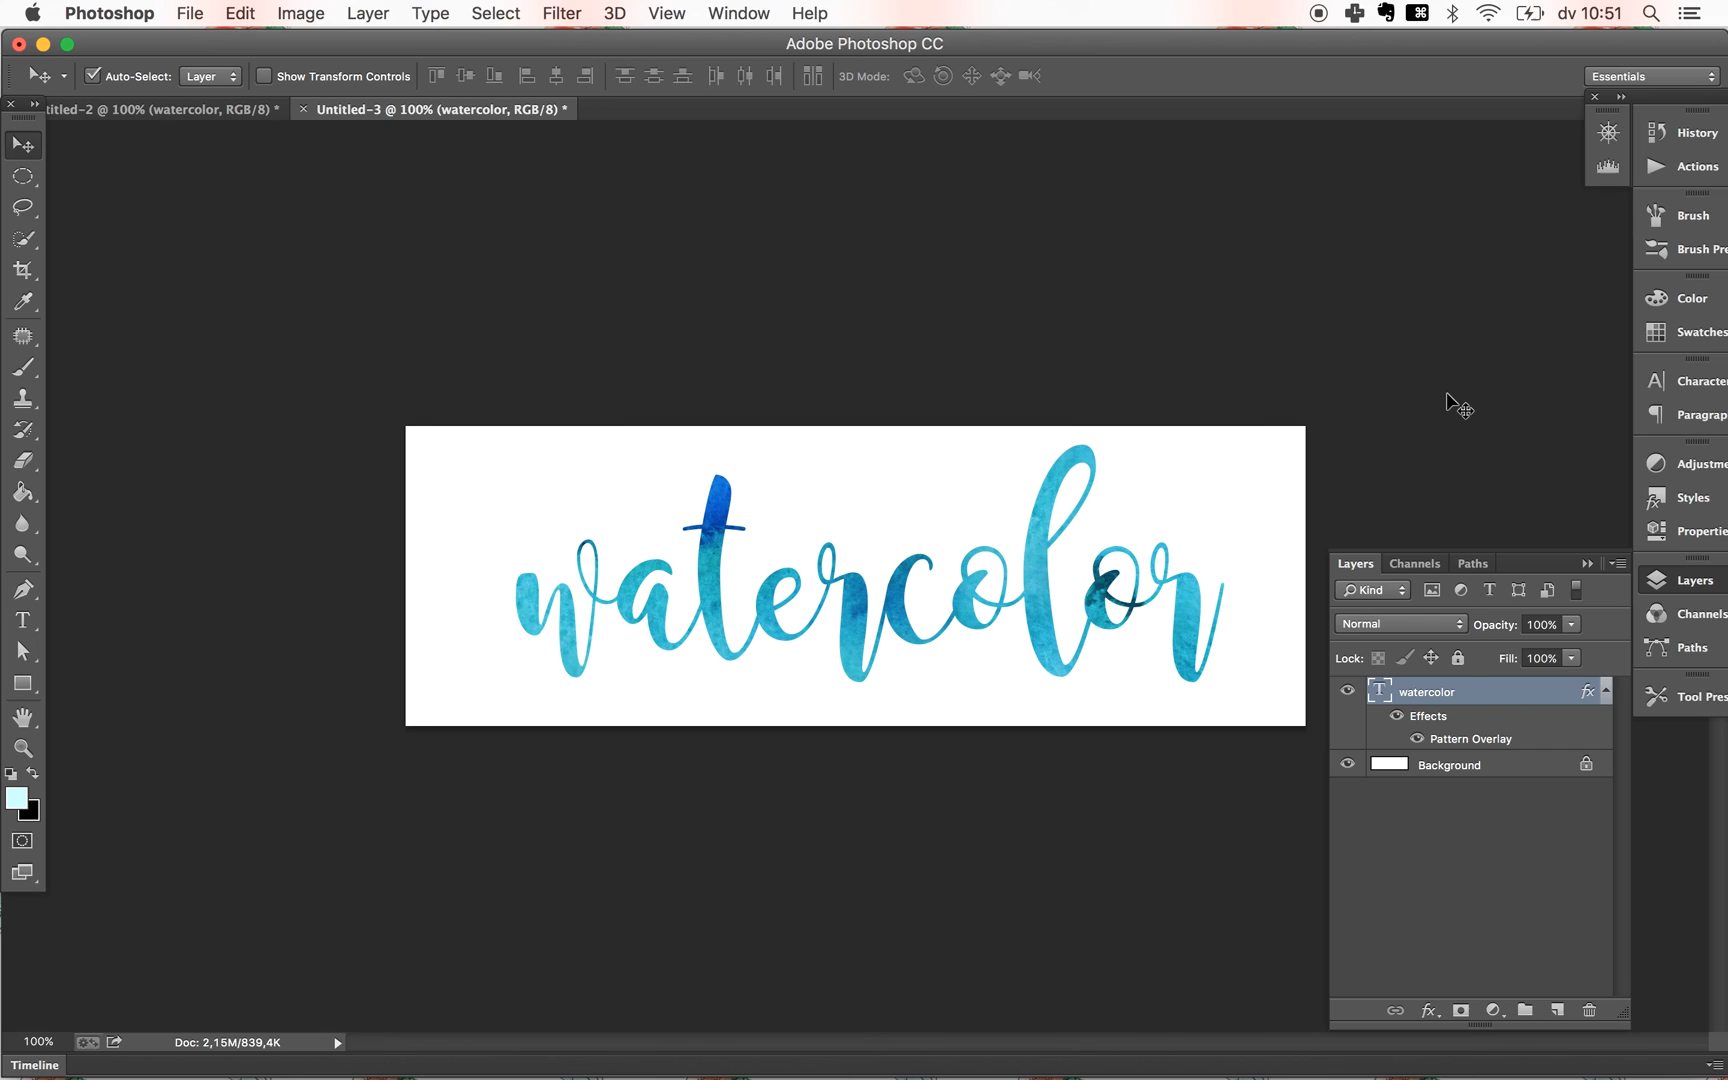 Photoshop File Edit Image Layer Type Select Filter 3D View Window Help dv 10:51
Adobe Photoshop CC
Auto-Select: Layer Show Transform Controls 3D Mode: Essentials
titled-2 @ 100% (watercolor, RGB/8) * × Untitled-3 @ 100% (watercolor, RGB/8) *
History
Actions
Brush
Brush Pre
Color
Swatches
Character
Paragrap
Adjustme
Styles
Propertie
Layers
Channels
Paths
Tool Pres
watercolor
Layers Channels Paths
Kind
Normal Opacity: 100%
Lock: Fill: 100%
T watercolor fx
Effects
Pattern Overlay
Background
100% Doc: 2,15M/839,4K
Timeline